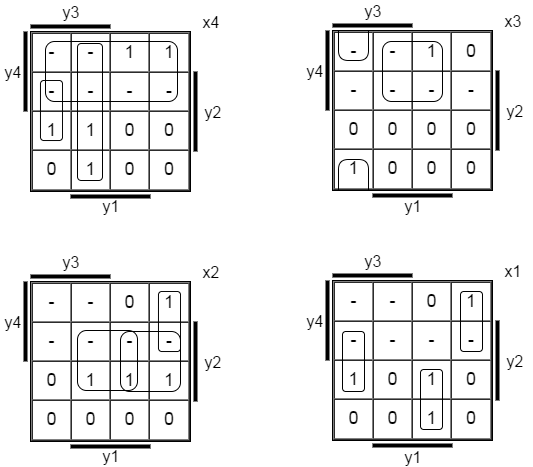 y3 x4
y4
- - 1 1
- - - -
y2
1 1 0 0
0 1 0 0
y1
y3 x3
y4
- - 1 0
- - - -
y2
0 0 0 0
1 0 0 0
y1
y3 x2
y4
- - 0 1
- - - -
y2
0 1 1 1
0 0 0 0
y1
y3 x1
y4
- - 0 1
- - - -
y2
1 0 1 0
0 0 1 0
y1